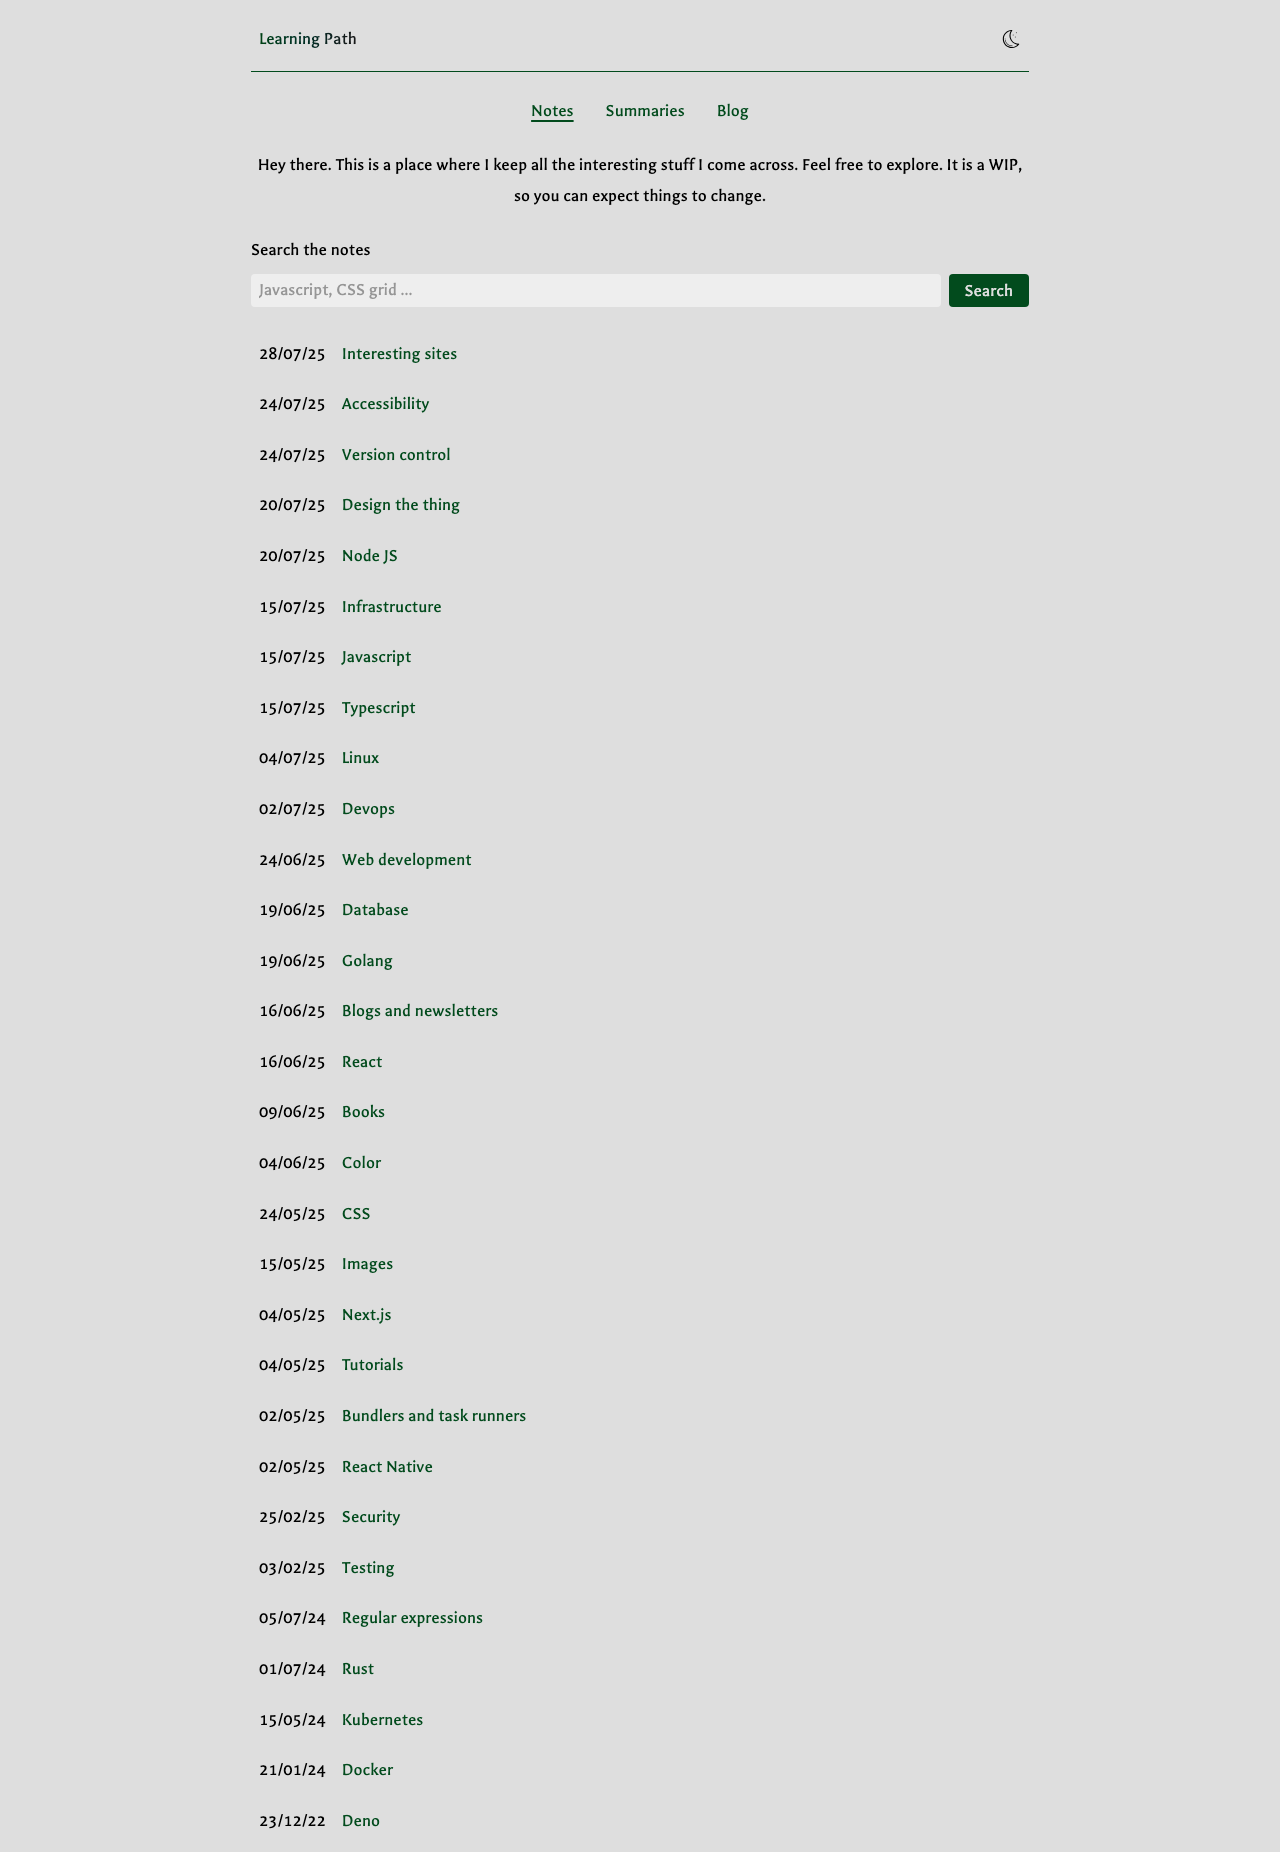 Learning Path
Notes Summaries Blog
Hey there. This is a place where I keep all the interesting stuff I come across. Feel free to explore. It is a WIP,
so you can expect things to change.
Search the notes
Javascript, CSS grid ... Search
28/07/25 Interesting sites
24/07/25 Accessibility
24/07/25 Version control
20/07/25 Design the thing
20/07/25 Node JS
15/07/25 Infrastructure
15/07/25 Javascript
15/07/25 Typescript
04/07/25 Linux
02/07/25 Devops
24/06/25 Web development
19/06/25 Database
19/06/25 Golang
16/06/25 Blogs and newsletters
16/06/25 React
09/06/25 Books
04/06/25 Color
24/05/25 CSS
15/05/25 Images
04/05/25 Next.js
04/05/25 Tutorials
02/05/25 Bundlers and task runners
02/05/25 React Native
25/02/25 Security
03/02/25 Testing
05/07/24 Regular expressions
01/07/24 Rust
15/05/24 Kubernetes
21/01/24 Docker
23/12/22 Deno